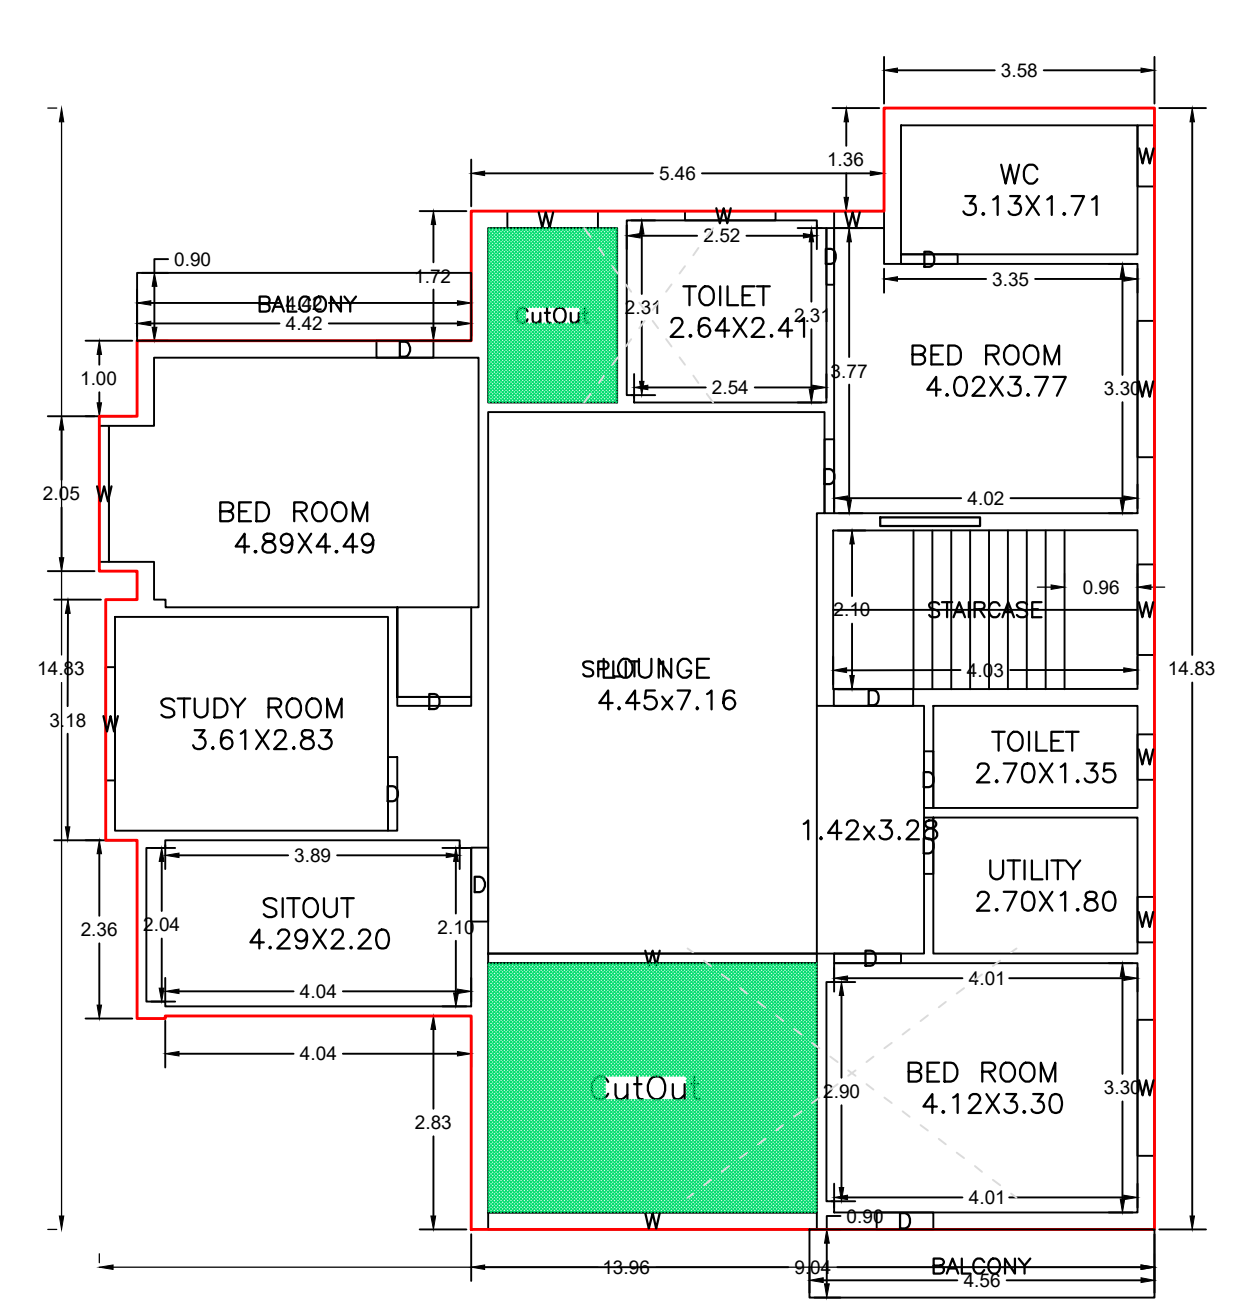 3.58
1.36
WC
W
5.46
3.13X1.71
W
W
W
0.90
2.52
D
D
1.72
3.35
BALCONY
4.42
TOILET
2.31
2.31
2.64X2.41
CutOut
4.42
D
BED ROOM
1.00
3.77
4.02X3.77
3.30
W
2.54
D
2.05
W
4.02
BED ROOM
4.89X4.49
0.96
2.10
STAIRCASE
W
14.83
SPLIT
LOUNGE
4.03
14.83
4.45x7.16
D
D
STUDY ROOM
3.18
W
3.61X2.83
TOILET
W
2.70X1.35
D
D
1.42x3.28
D
3.89
UTILITY
D
2.70X1.80
SITOUT
W
2.36
2.04
2.10
4.29X2.20
W
D
4.01
4.04
4.04
BED ROOM
CutOut
2.90
3.30
W
4.12X3.30
2.83
4.01
W
0.90
D
13.96
9.04
BALCONY
4.56